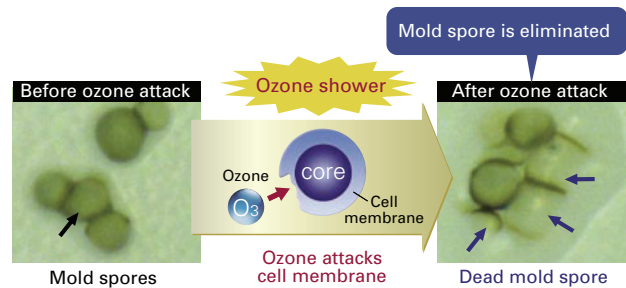 Mold spore is eliminated
Before ozone attack
Ozone shower
After ozone attack
Ozone
O3
core
Cell
membrane
Mold spores
Ozone attacks
cell membrane
Dead mold spore